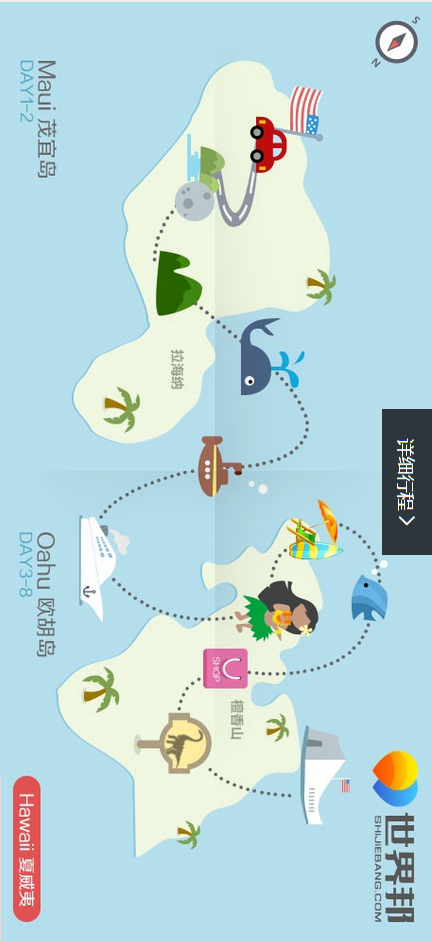 Maui 茂宜岛
DAY1-2
S
N
拉海纳
详细行程 >
Oahu 欧胡岛
DAY3-8
SHOP
檀香山
世界邦
SHIJIEBANG.COM
Hawaii 夏威夷